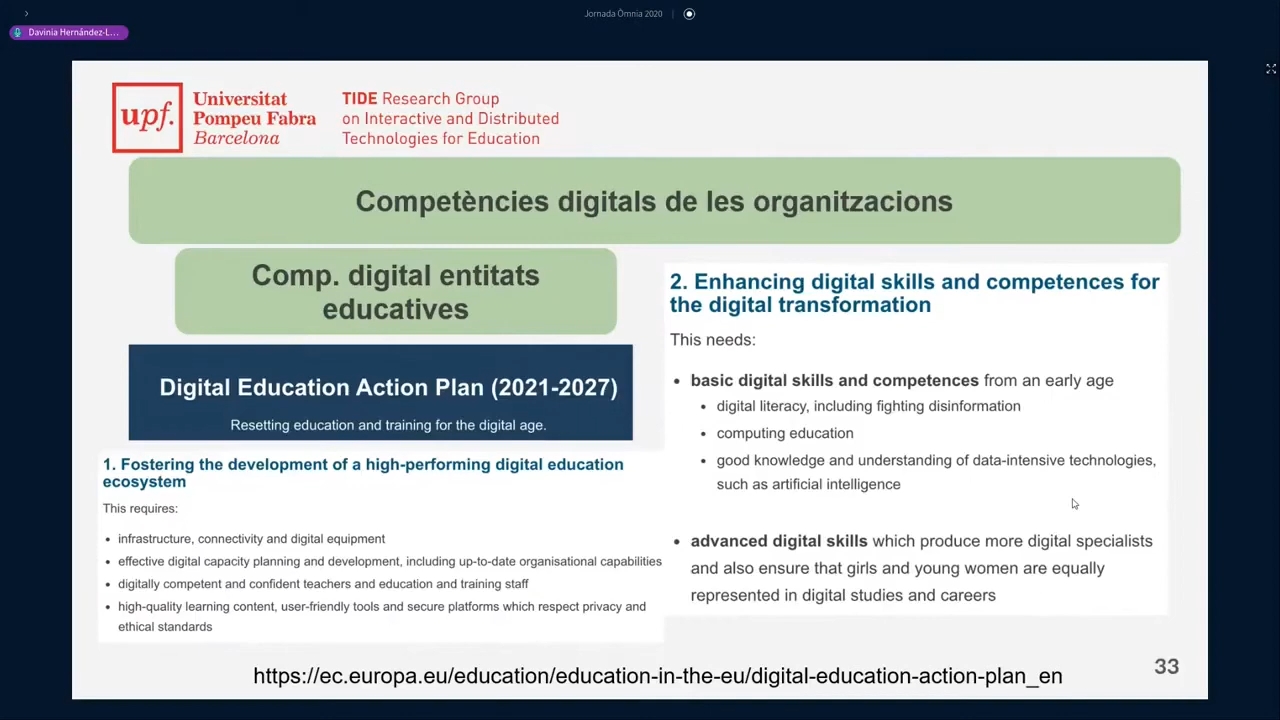 Jornada Òmnia 2020
Davinia Hernández-L...
upf.
Universitat
Pompeu Fabra
Barcelona
TIDE Research Group
on Interactive and Distributed
Technologies for Education
Competències digitals de les organitzacions
Comp. digital entitats
educatives
Digital Education Action Plan (2021-2027)
Resetting education and training for the digital age.
1. Fostering the development of a high-performing digital education
ecosystem
This requires:
• infrastructure, connectivity and digital equipment
• effective digital capacity planning and development, including up-to-date organisational capabilities
• digitally competent and confident teachers and education and training staff
• high-quality learning content, user-friendly tools and secure platforms which respect privacy and
ethical standards
2. Enhancing digital skills and competences for
the digital transformation
This needs:
• basic digital skills and competences from an early age
• digital literacy, including fighting disinformation
• computing education
• good knowledge and understanding of data-intensive technologies,
such as artificial intelligence
• advanced digital skills which produce more digital specialists
and also ensure that girls and young women are equally
represented in digital studies and careers
https://ec.europa.eu/education/education-in-the-eu/digital-education-action-plan_en
33